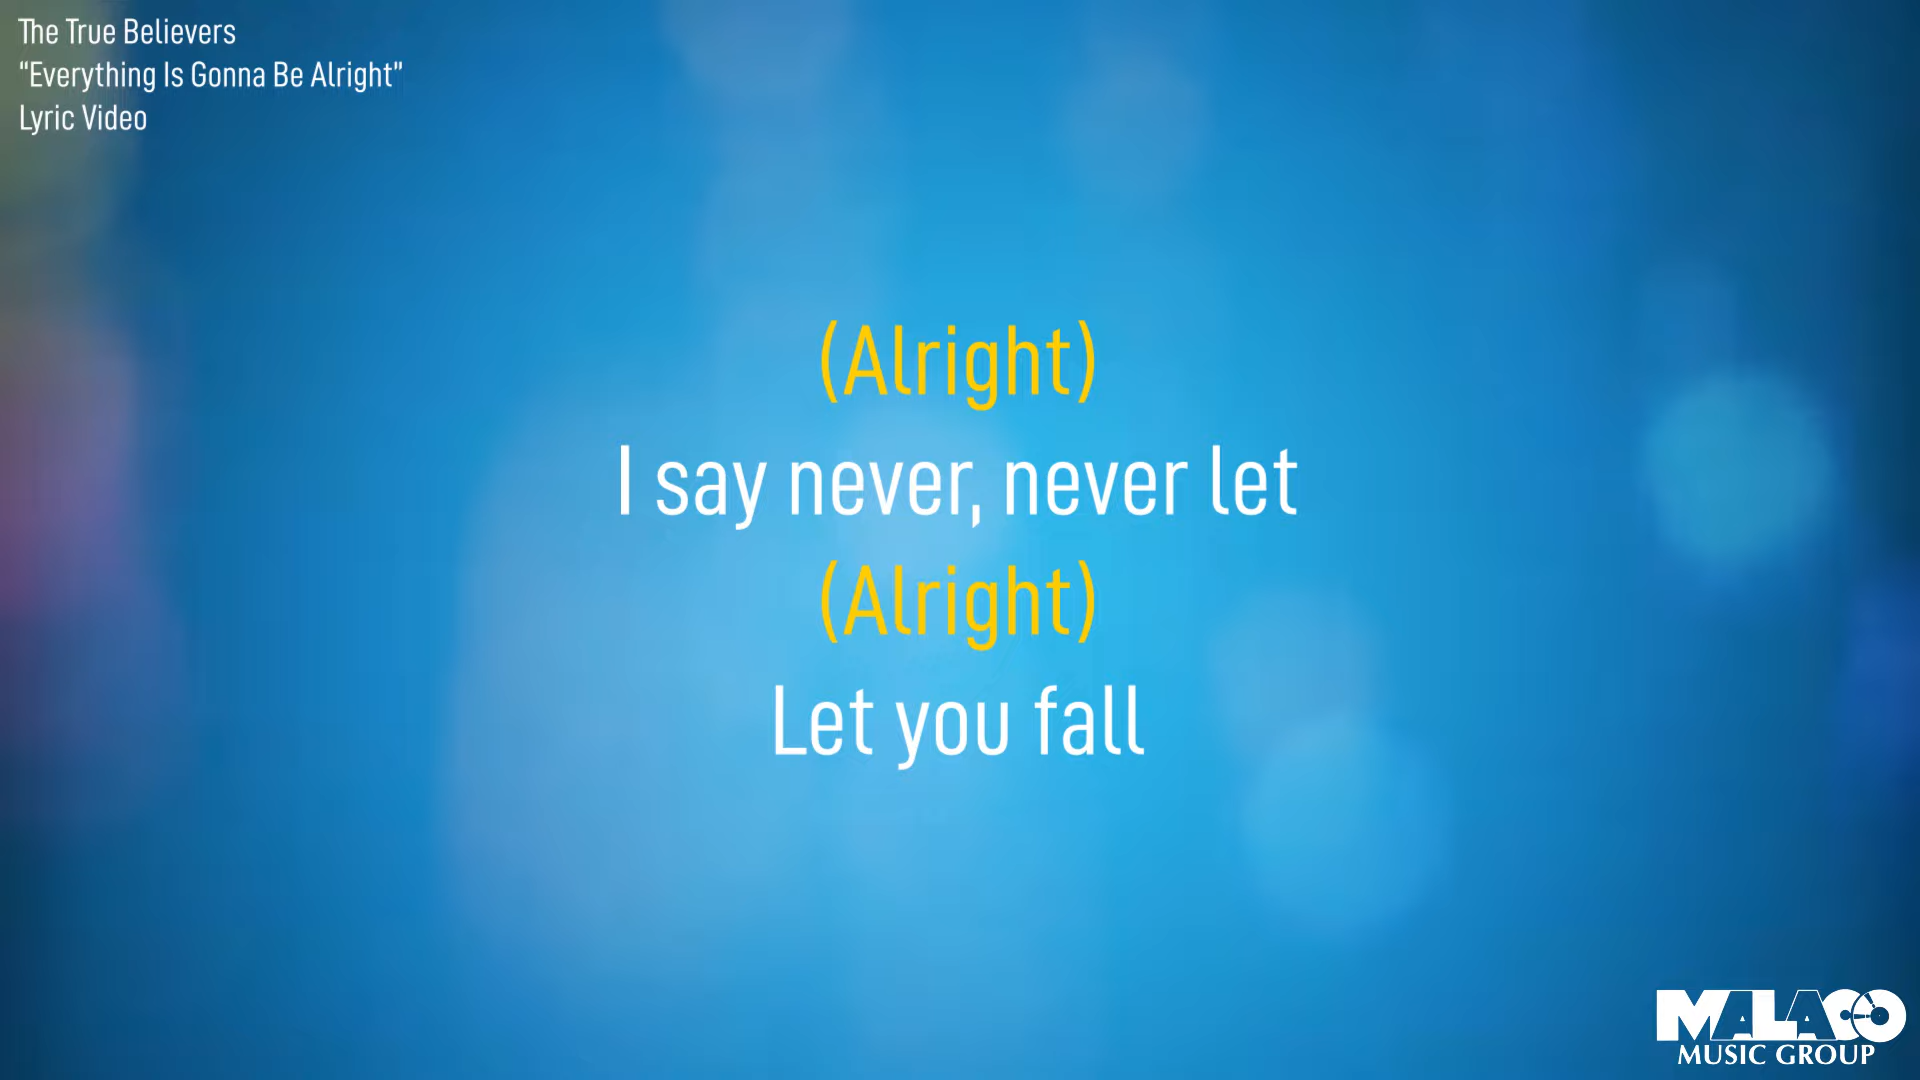 The True Believers
“Everything Is Gonna Be Alright”
Lyric Video
(Alright)
I say never, never let
(Alright)
Let you fall
MALACO
MUSIC GROUP